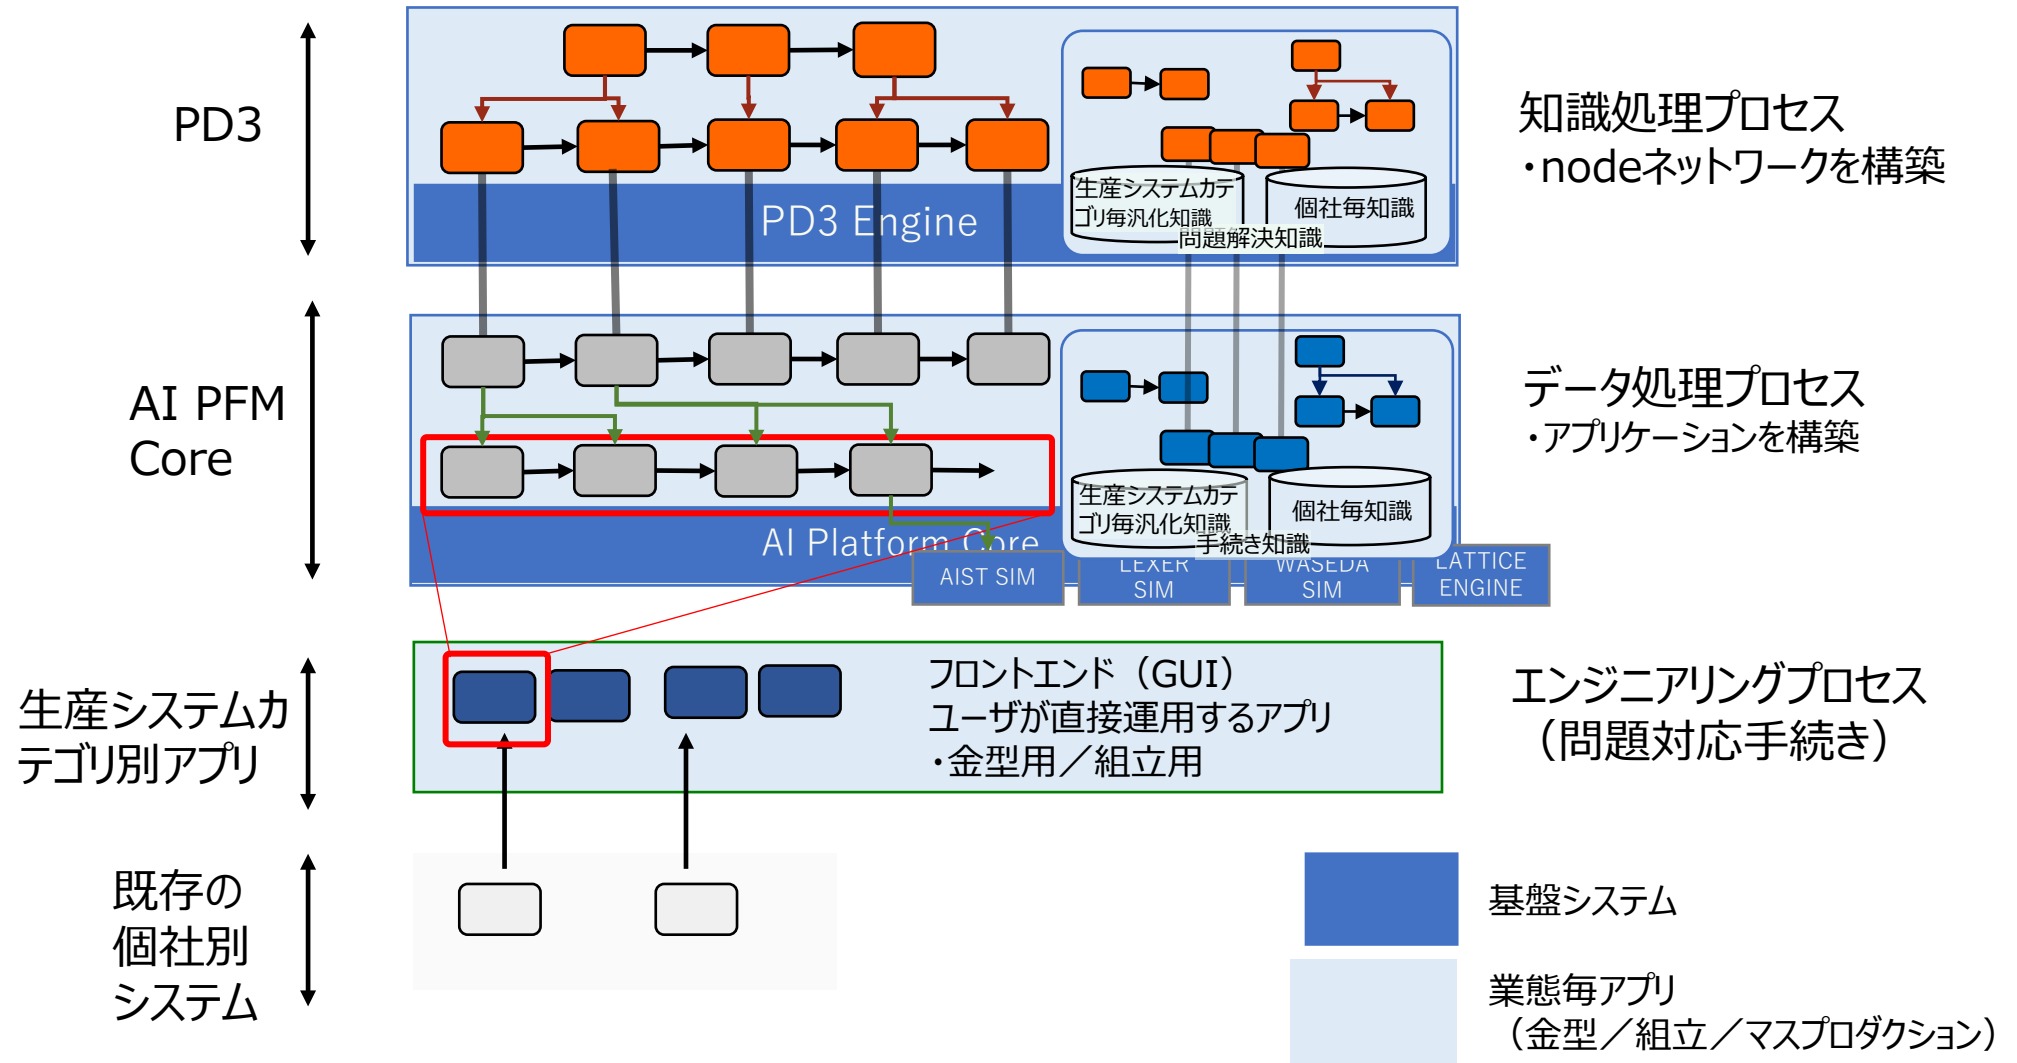 PD3
生産システムカテ
ゴリ毎汎化知識
個社毎知識
問題解決知識
PD3 Engine
知識処理プロセス
・nodeネットワークを構築
AI PFM
Core
生産システムカテ
ゴリ毎汎化知識
個社毎知識
手続き知識
AI Platform Core
AIST SIM
LEXER
SIM
WASEDA
SIM
LATTICE
ENGINE
データ処理プロセス
・アプリケーションを構築
生産システムカ
テゴリ別アプリ
フロントエンド（GUI）
ユーザが直接運用するアプリ
・金型用／組立用
エンジニアリングプロセス
（問題対応手続き）
既存の
個社別
システム
基盤システム
業態毎アプリ
（金型／組立／マスプロダクション）